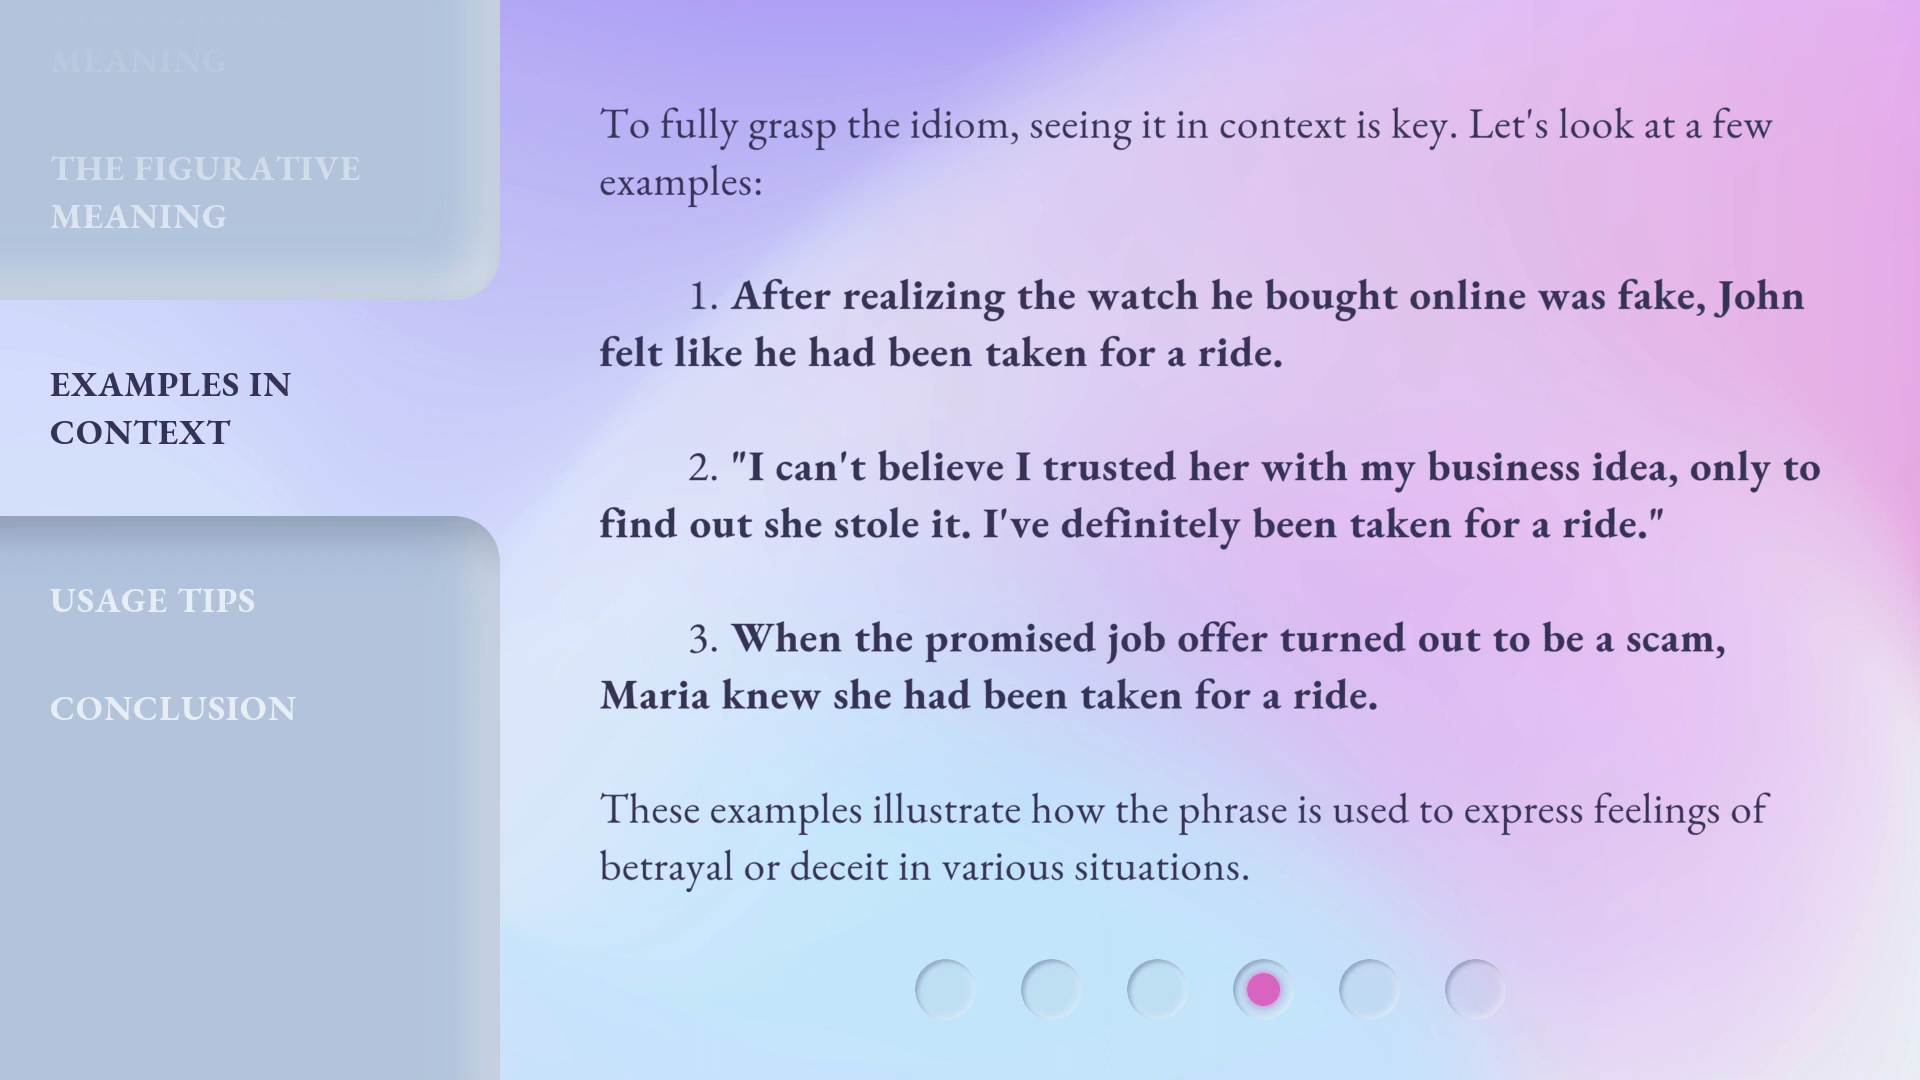 MEANING
THE FIGURATIVE
MEANING
EXAMPLES IN
CONTEXT
USAGE TIPS
CONCLUSION
To fully grasp the idiom, seeing it in context is key. Let's look at a few
examples:
1. After realizing the watch he bought online was fake, John
felt like he had been taken for a ride.
2. "I can't believe I trusted her with my business idea, only to
find out she stole it. I've definitely been taken for a ride."
3. When the promised job offer turned out to be a scam,
Maria knew she had been taken for a ride.
These examples illustrate how the phrase is used to express feelings of
betrayal or deceit in various situations.